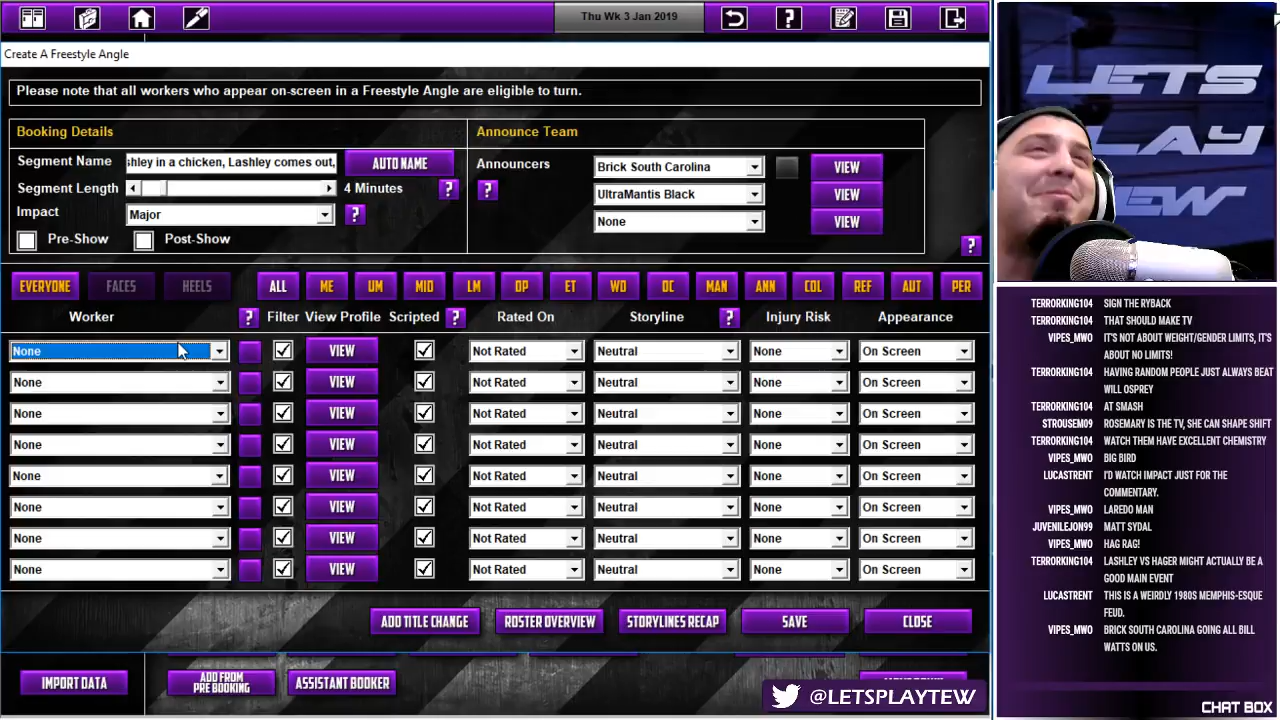 Thu Wk 3 Jan 2019
Create A Freestyle Angle
Please note that all workers who appear on-screen in a Freestyle Angle are eligible to turn.
Booking Details
Announce Team
Segment Name
shley in a chicken, Lashley comes out,
AUTO NAME
Segment Length
4 Minutes
?
Impact
Major
?
Pre-Show
Post-Show
Announcers
?
Brick South Carolina
VIEW
UltraMantis Black
VIEW
None
VIEW
?
EVERYONE FACES HEELS ALL ME UM MID LM OP ET WO OC MAN ANN COL REF AUT PER
Worker ? Filter View Profile Scripted ? Rated On Storyline ? Injury Risk Appearance
None VIEW Not Rated Neutral None On Screen
None VIEW Not Rated Neutral None On Screen
None VIEW Not Rated Neutral None On Screen
None VIEW Not Rated Neutral None On Screen
None VIEW Not Rated Neutral None On Screen
None VIEW Not Rated Neutral None On Screen
None VIEW Not Rated Neutral None On Screen
None VIEW Not Rated Neutral None On Screen
ADD TITLE CHANGE ROSTER OVERVIEW STORYLINES RECAP SAVE CLOSE
IMPORT DATA
ADD FROM
PRE BOOKING
ASSISTANT BOOKER
@LETSPLAYTEW
LETS
PLAY
TEW
TERRORKING104 SIGN THE RYBACK
TERRORKING104 THAT SHOULD MAKE TV
VIPES_MWO IT'S NOT ABOUT WEIGHT/GENDER LIMITS, IT'S
ABOUT NO LIMITS!
TERRORKING104 HAVING RANDOM PEOPLE JUST ALWAYS BEAT
WILL OSPREY
TERRORKING104 AT SMASH
STROUSEM09 ROSEMARY IS THE TV, SHE CAN SHAPE SHIFT
TERRORKING104 WATCH THEM HAVE EXCELLENT CHEMISTRY
VIPES_MWO BIG BIRD
LUCASTRENT I'D WATCH IMPACT JUST FOR THE
COMMENTARY.
VIPES_MWO LAREDO MAN
JUVENILEJON99 MATT SYDAL
VIPES_MWO HAG RAG!
TERRORKING104 LASHLEY VS HAGER MIGHT ACTUALLY BE A
GOOD MAIN EVENT
LUCASTRENT THIS IS A WEIRDLY 1980S MEMPHIS-ESQUE
FEUD.
VIPES_MWO BRICK SOUTH CAROLINA GOING ALL BILL
WATTS ON US.
CHAT BOX